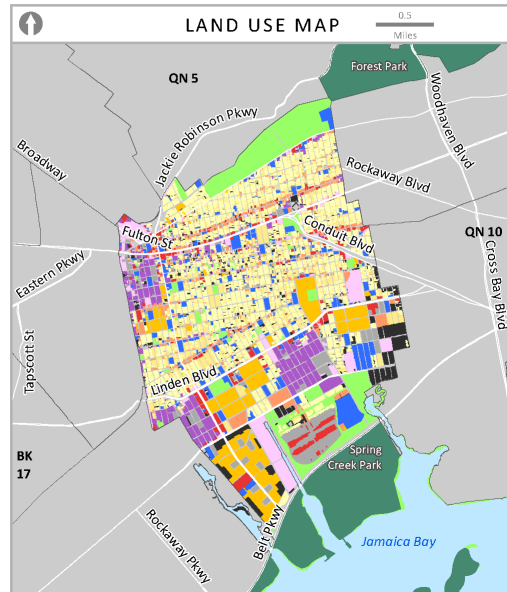 LAND USE MAP
0.5
Miles
Forest Park
QN 5
Woodhaven Blvd
Jackie Robinson Pkwy
Broadway
Rockaway Blvd
Fulton St
Conduit Blvd
QN 10
Eastern Pkwy
Cross Bay Blvd
Tapscott St
Linden Blvd
BK
17
Spring
Creek Park
Belt Pkwy
Rockaway Pkwy
Jamaica Bay